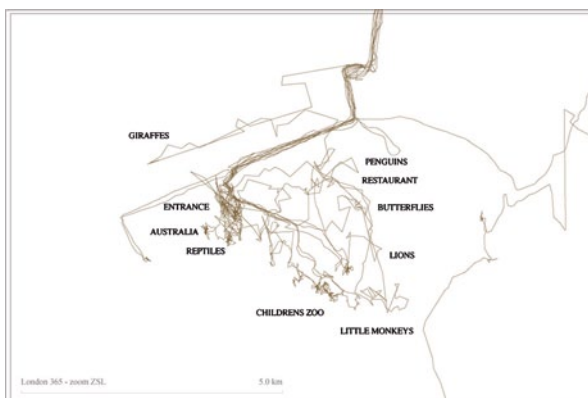 GIRAFFES
PENGUINS
RESTAURANT
ENTRANCE
BUTTERFLIES
AUSTRALIA
REPTILES
LIONS
CHILDRENS ZOO
LITTLE MONKEYS
London 365 - zoom ZSL
5.0 km